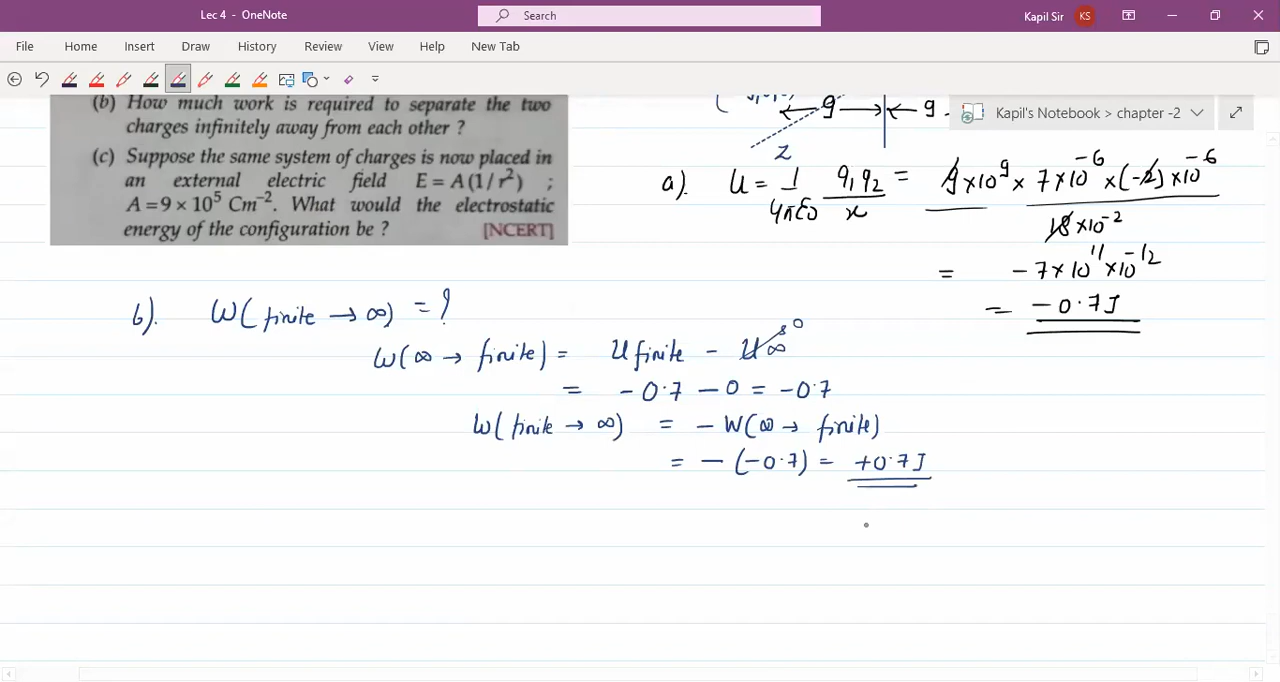 Lec 4 - OneNote
Search
Kapil Sir KS
File Home Insert Draw History Review View Help New Tab
Kapil's Notebook > chapter -2
(b) How much work is required to separate the two
charges infinitely away from each other ?
(c) Suppose the same system of charges is now placed in
an external electric field E = A(1/r²) ;
A = 9 × 10⁵ Cm⁻². What would the electrostatic
energy of the configuration be ? [NCERT]
9 9
Z
a). U = 1/4πε0 q1q2/x = 9×10⁹ × 7×10⁻⁶ × (-2)×10⁻⁶ / 18×10⁻²
= -7×10¹¹×10⁻¹²
= -0.7J
b). W( finite → ∞) = ?
W(∞ → finite) = U finite - U∞ 0
= -0.7 - 0 = -0.7
W( finite → ∞) = - W(∞ → finite)
= - (-0.7) = +0.7J